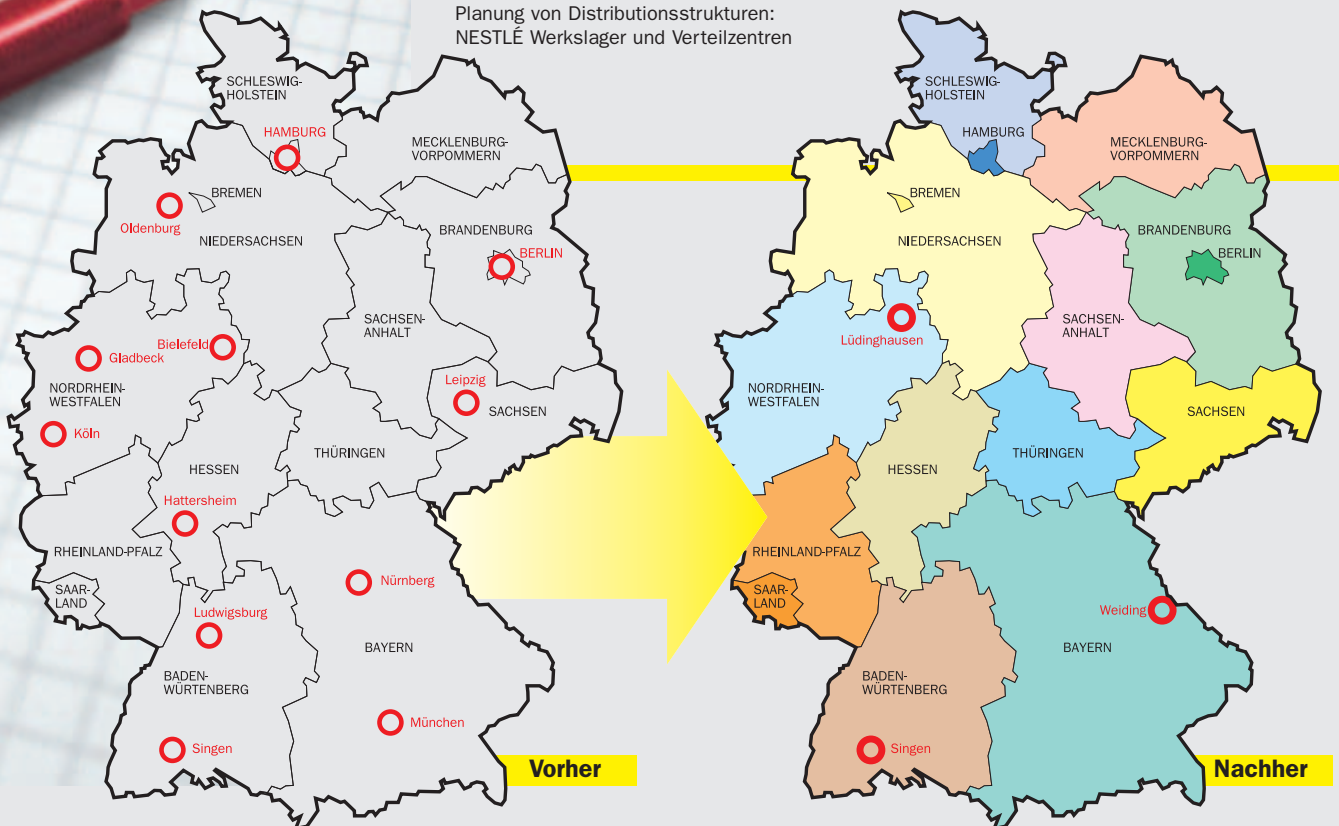 Planung von Distributionsstrukturen:
NESTLÉ Werkslager und Verteilzentren
SCHLESWIG-
HOLSTEIN
HAMBURG
MECKLENBURG-
VORPOMMERN
BREMEN
Oldenburg
NIEDERSACHSEN
BRANDENBURG
BERLIN
SACHSEN-
ANHALT
Bielefeld
Gladbeck
NORDRHEIN-
WESTFALEN
Leipzig
SACHSEN
Köln
THÜRINGEN
HESSEN
Hattersheim
RHEINLAND-PFALZ
SAAR-
LAND
Nürnberg
Ludwigsburg
BAYERN
BADEN-
WÜRTENBERG
München
Singen
Vorher
SCHLESWIG-
HOLSTEIN
HAMBURG
MECKLENBURG-
VORPOMMERN
BREMEN
NIEDERSACHSEN
BRANDENBURG
BERLIN
SACHSEN-
ANHALT
Lüdinghausen
NORDRHEIN-
WESTFALEN
SACHSEN
THÜRINGEN
HESSEN
RHEINLAND-PFALZ
SAAR-
LAND
Weiding
BAYERN
BADEN-
WÜRTENBERG
Singen
Nachher